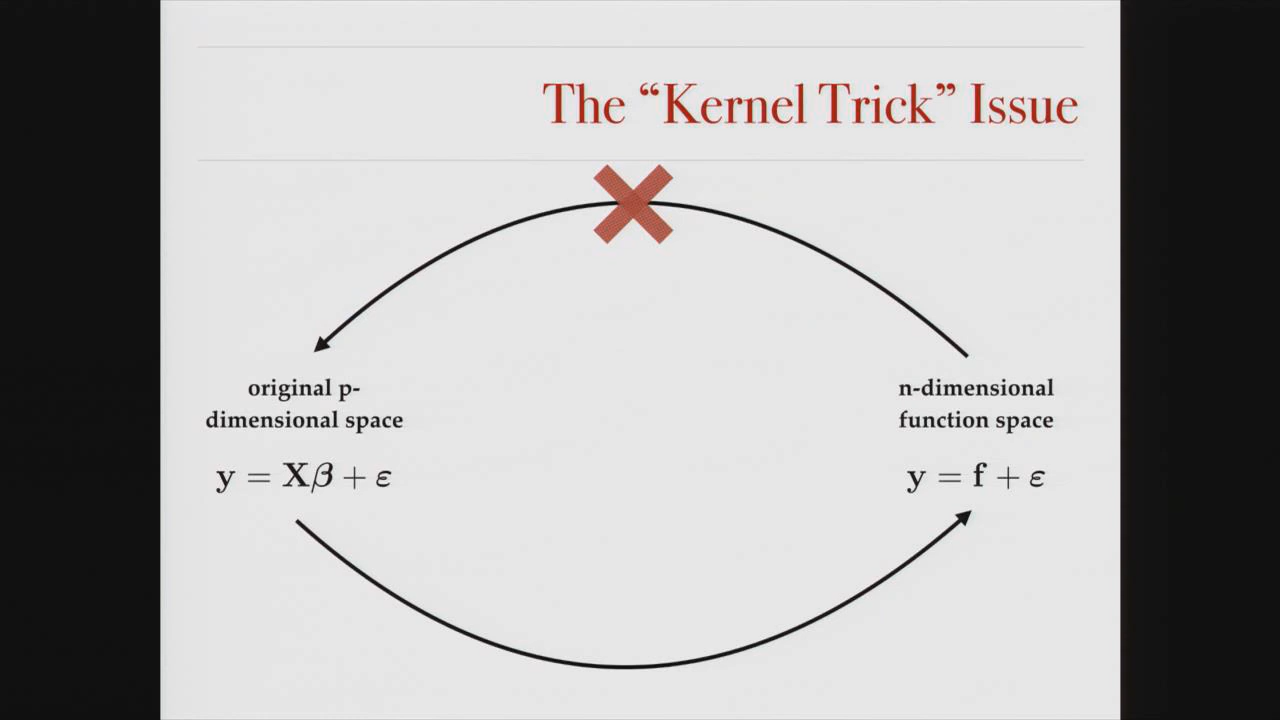 The “Kernel Trick” Issue
original p-
dimensional space
y = Xβ + ε
n-dimensional
function space
y = f + ε